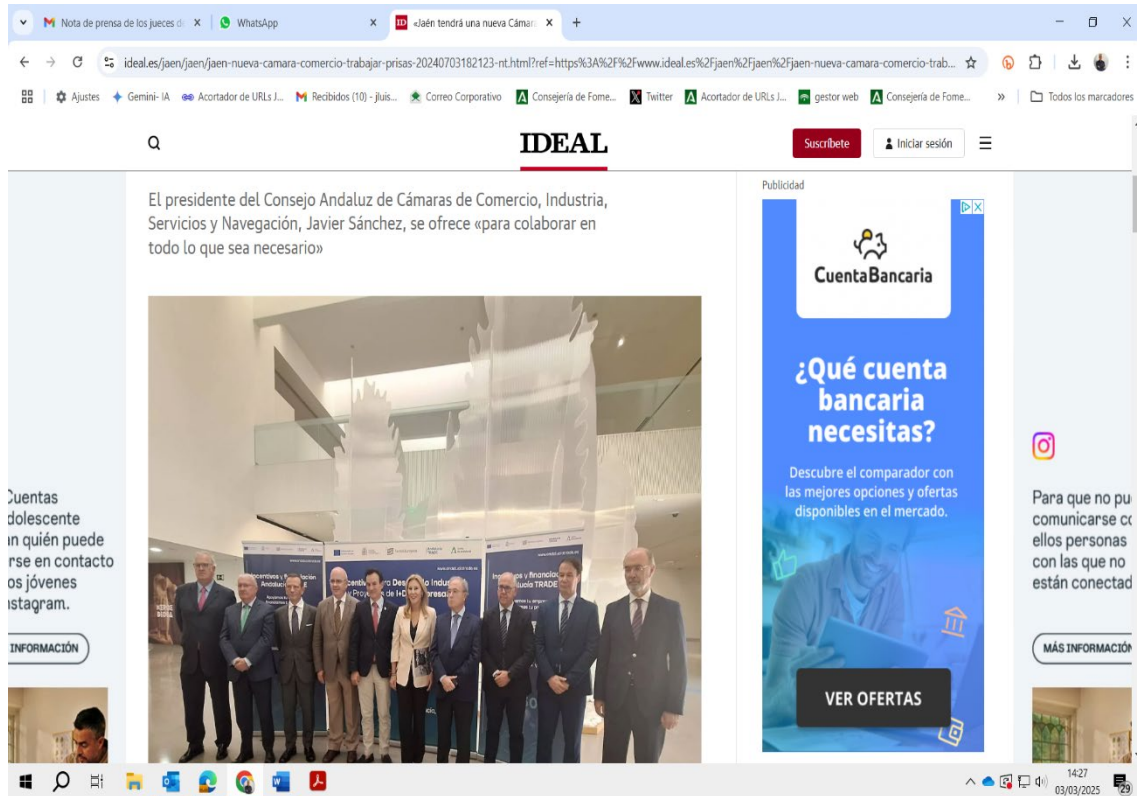 Nota de prensa de los jueces d
WhatsApp
«Jaén tendrá una nueva Cámar
ideal.es/jaen/jaen/jaen-nueva-camara-comercio-trabajar-prisas-20240703182123-nt.html?ref=https%3A%2F%2Fwww.ideal.es%2Fjaen%2Fjaen%2Fjaen-nueva-camara-comercio-trab...
Ajustes
Gemini- IA
Acortador de URLs J...
Recibidos (10) - jluis...
Correo Corporativo
Consejería de Fome...
Twitter
Acortador de URLs J...
gestor web
Consejería de Fome...
»
Todos los marcadores
IDEAL
Suscríbete
Iniciar sesión
El presidente del Consejo Andaluz de Cámaras de Comercio, Industria,
Servicios y Navegación, Javier Sánchez, se ofrece «para colaborar en
todo lo que sea necesario»
Publicidad
CuentaBancaria
¿Qué cuenta
bancaria
necesitas?
Descubre el comparador con
las mejores opciones y ofertas
disponibles en el mercado.
VER OFERTAS
Cuentas
dolescente
an quién puede
rse en contacto
os jóvenes
nstagram.
INFORMACIÓN
Para que no pu
comunicarse co
ellos personas
con las que no
están conectad
MÁS INFORMACIÓN
14:27
03/03/2025
29